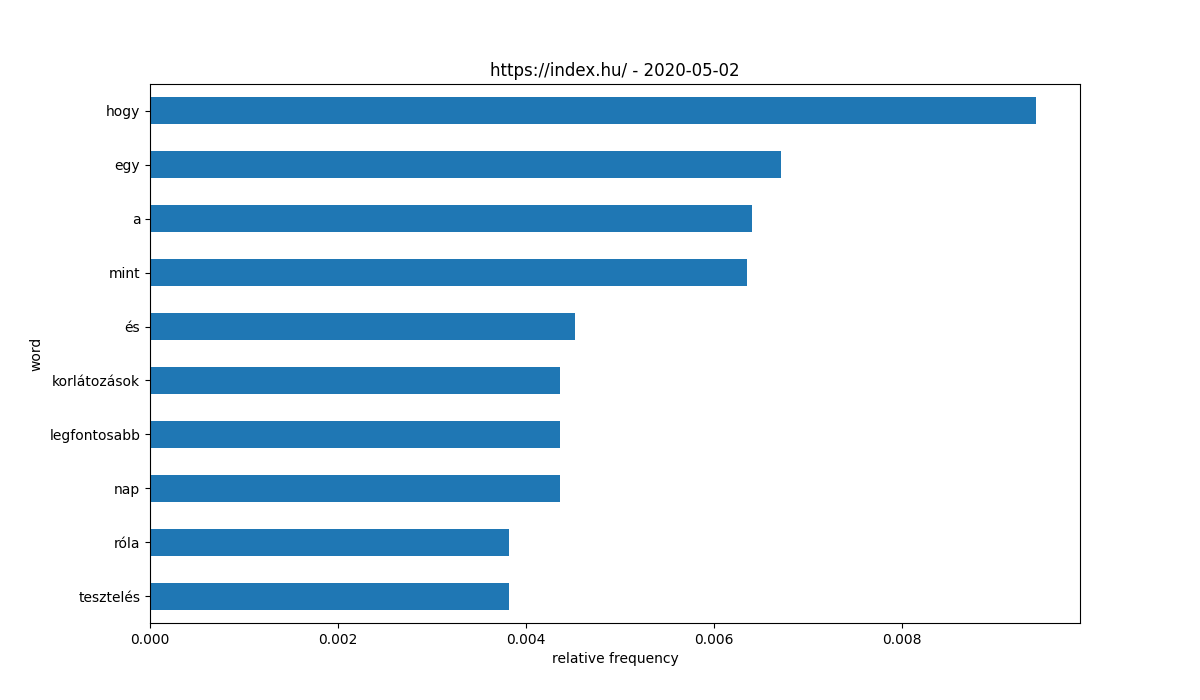 https://index.hu/ - 2020-05-02
hogy
egy
a
mint
és
korlátozások
legfontosabb
nap
róla
tesztelés
word
0.000 0.002 0.004 0.006 0.008
relative frequency